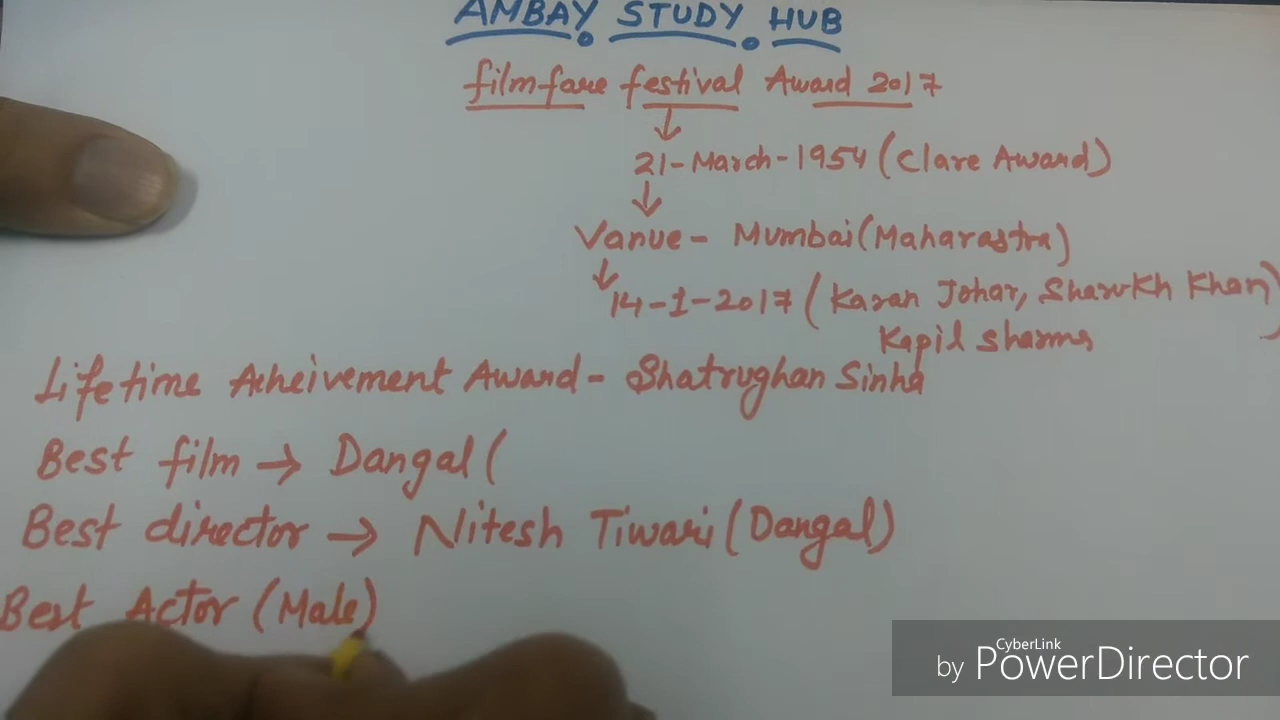 AMBAY STUDY HUB
filmfare festival Award 2017
21-March-1954 (Clare Award)
Vanue- Mumbai (Maharastra)
14-1-2017 (Karan Johar, Sharukh Khan)
Kapil sharma
Lifetime Acheivement Award- Shatrughan Sinha
Best film → Dangal (
Best director → Nitesh Tiwari (Dangal)
Best Actor (Male)
CyberLink
by PowerDirector